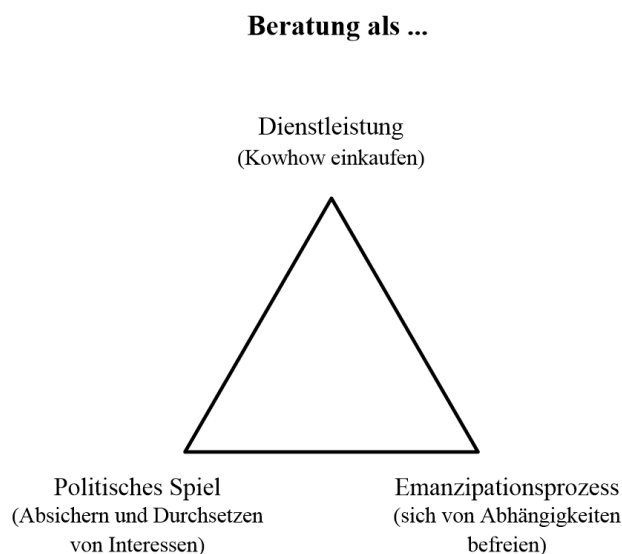 Beratung als ...
Dienstleistung
(Kowhow einkaufen)
Politisches Spiel
(Absichern und Durchsetzen
von Interessen)
Emanzipationsprozess
(sich von Abhängigkeiten
befreien)